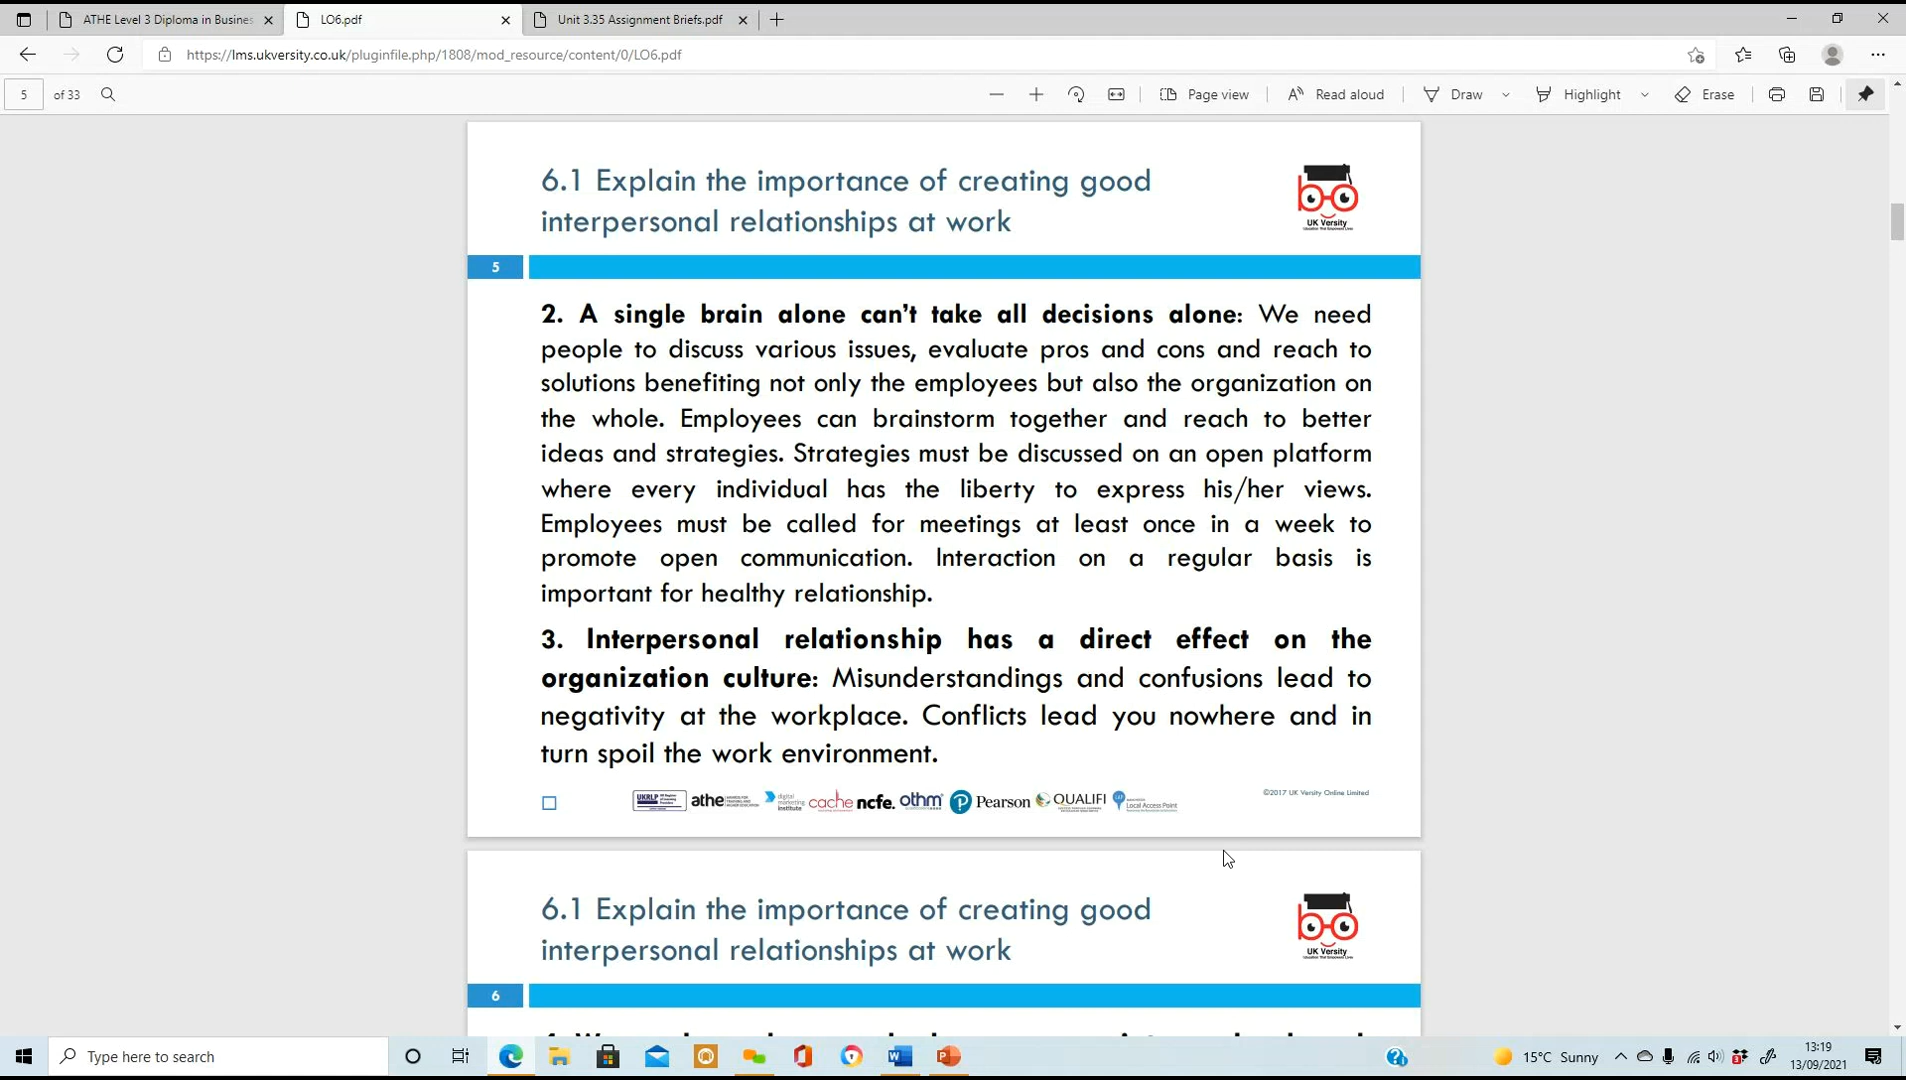 ATHE Level 3 Diploma in Busines
LO6.pdf
Unit 3.35 Assignment Briefs.pdf
https://lms.ukversity.co.uk/pluginfile.php/1808/mod_resource/content/0/LO6.pdf
5 of 33
Page view
Read aloud
Draw
Highlight
Erase
6.1 Explain the importance of creating good
interpersonal relationships at work
UK Versity
5
2. A single brain alone can't take all decisions alone: We need
people to discuss various issues, evaluate pros and cons and reach to
solutions benefiting not only the employees but also the organization on
the whole. Employees can brainstorm together and reach to better
ideas and strategies. Strategies must be discussed on an open platform
where every individual has the liberty to express his/her views.
Employees must be called for meetings at least once in a week to
promote open communication. Interaction on a regular basis is
important for healthy relationship.
3. Interpersonal relationship has a direct effect on the
organization culture: Misunderstandings and confusions lead to
negativity at the workplace. Conflicts lead you nowhere and in
turn spoil the work environment.
UKRLP
athe
digital marketing institute
cache
ncfe.
othm
Pearson
QUALIFI
Local Access Point
©2017 UK Versity Online Limited
6.1 Explain the importance of creating good
interpersonal relationships at work
UK Versity
6
Type here to search
15°C Sunny
13:19
13/09/2021